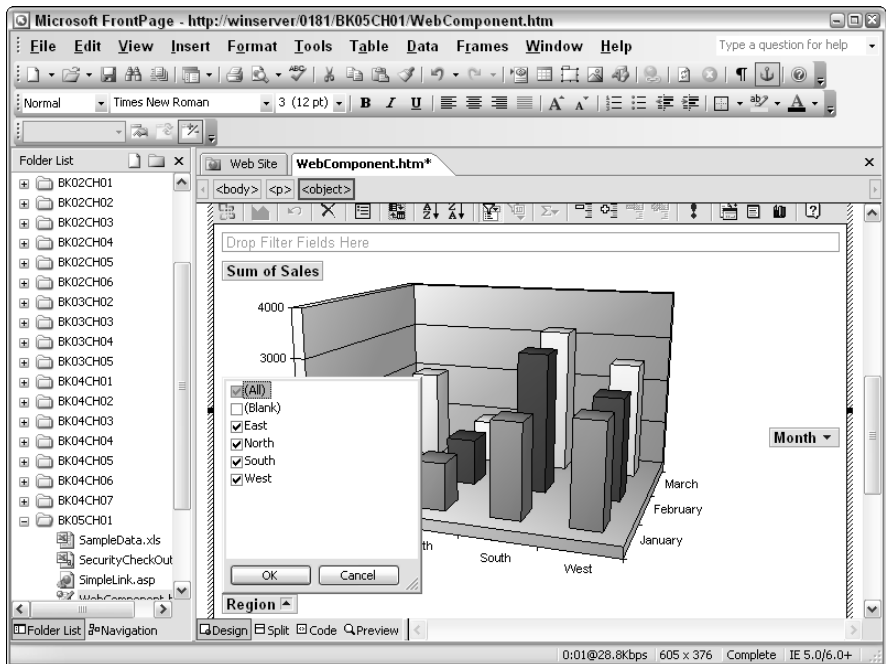 Microsoft FrontPage - http://winserver/0181/BK05CH01/WebComponent.htm
File Edit View Insert Format Tools Table Data Frames Window Help Type a question for help
Normal Times New Roman 3 (12 pt) B I U A A ab A
Folder List Web Site WebComponent.htm*
<body> <p> <object>
BK02CH01
BK02CH02
BK02CH03
BK02CH04
BK02CH05
BK02CH06
BK03CH02
BK03CH03
BK03CH04
BK03CH05
BK04CH01
BK04CH02
BK04CH03
BK04CH04
BK04CH05
BK04CH06
BK04CH07
BK05CH01
SampleData.xls
SecurityCheckOut
SimpleLink.asp
Drop Filter Fields Here
Sum of Sales
4000
3000
(All)
(Blank)
East
North
South
West
OK Cancel
Month
March
February
January
th
South
West
Region
Folder List Navigation Design Split Code Preview
0:01@28.8Kbps 605 x 376 Complete IE 5.0/6.0+